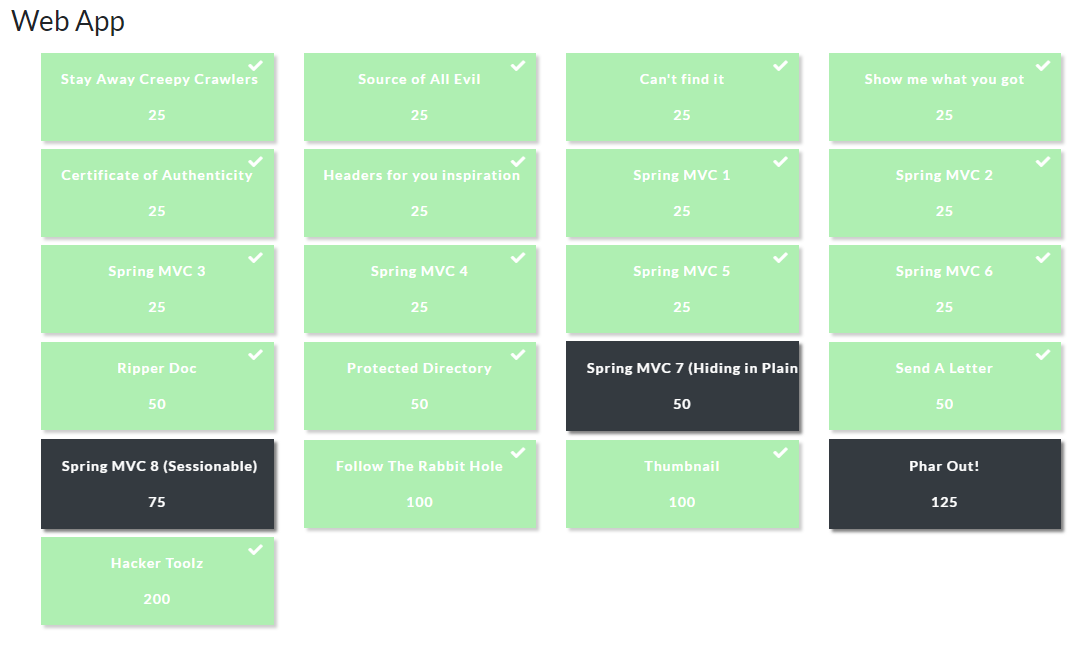 Web App
Stay Away Creepy Crawlers
25
Source of All Evil
25
Can't find it
25
Show me what you got
25
Certificate of Authenticity
25
Headers for you inspiration
25
Spring MVC 1
25
Spring MVC 2
25
Spring MVC 3
25
Spring MVC 4
25
Spring MVC 5
25
Spring MVC 6
25
Ripper Doc
50
Protected Directory
50
Spring MVC 7 (Hiding in Plain
50
Send A Letter
50
Spring MVC 8 (Sessionable)
75
Follow The Rabbit Hole
100
Thumbnail
100
Phar Out!
125
Hacker Toolz
200